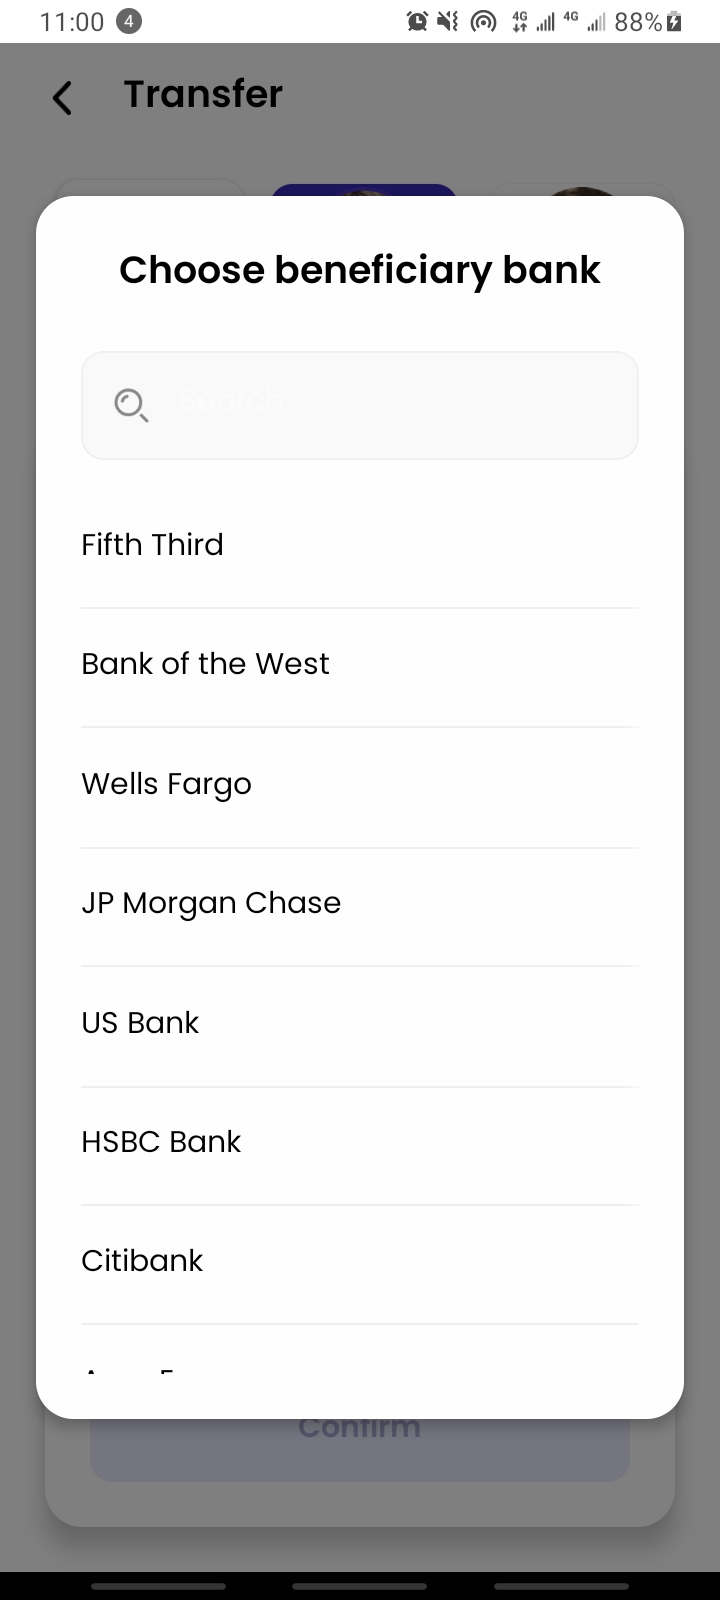 11:00 4 4G 4G 88%
Transfer
Choose beneficiary bank
Search
Fifth Third
Bank of the West
Wells Fargo
JP Morgan Chase
US Bank
HSBC Bank
Citibank
Confirm